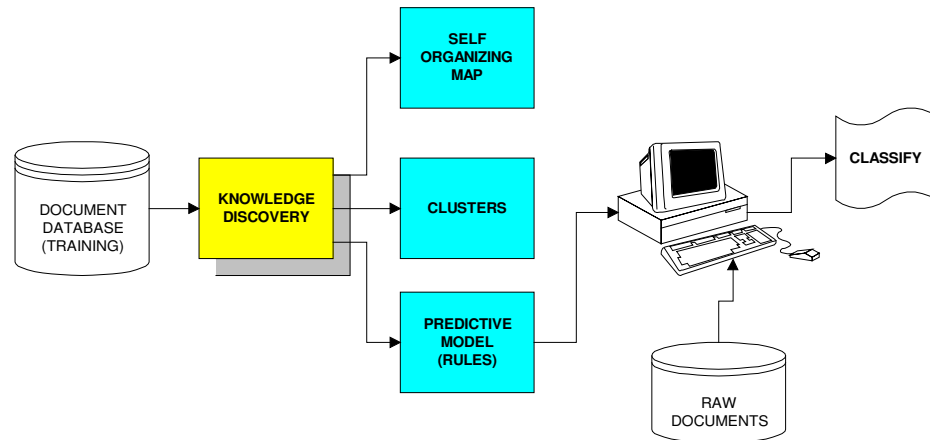 SELF
ORGANIZING
MAP
DOCUMENT
DATABASE
(TRAINING)
KNOWLEDGE
DISCOVERY
CLUSTERS
PREDICTIVE
MODEL
(RULES)
CLASSIFY
RAW
DOCUMENTS